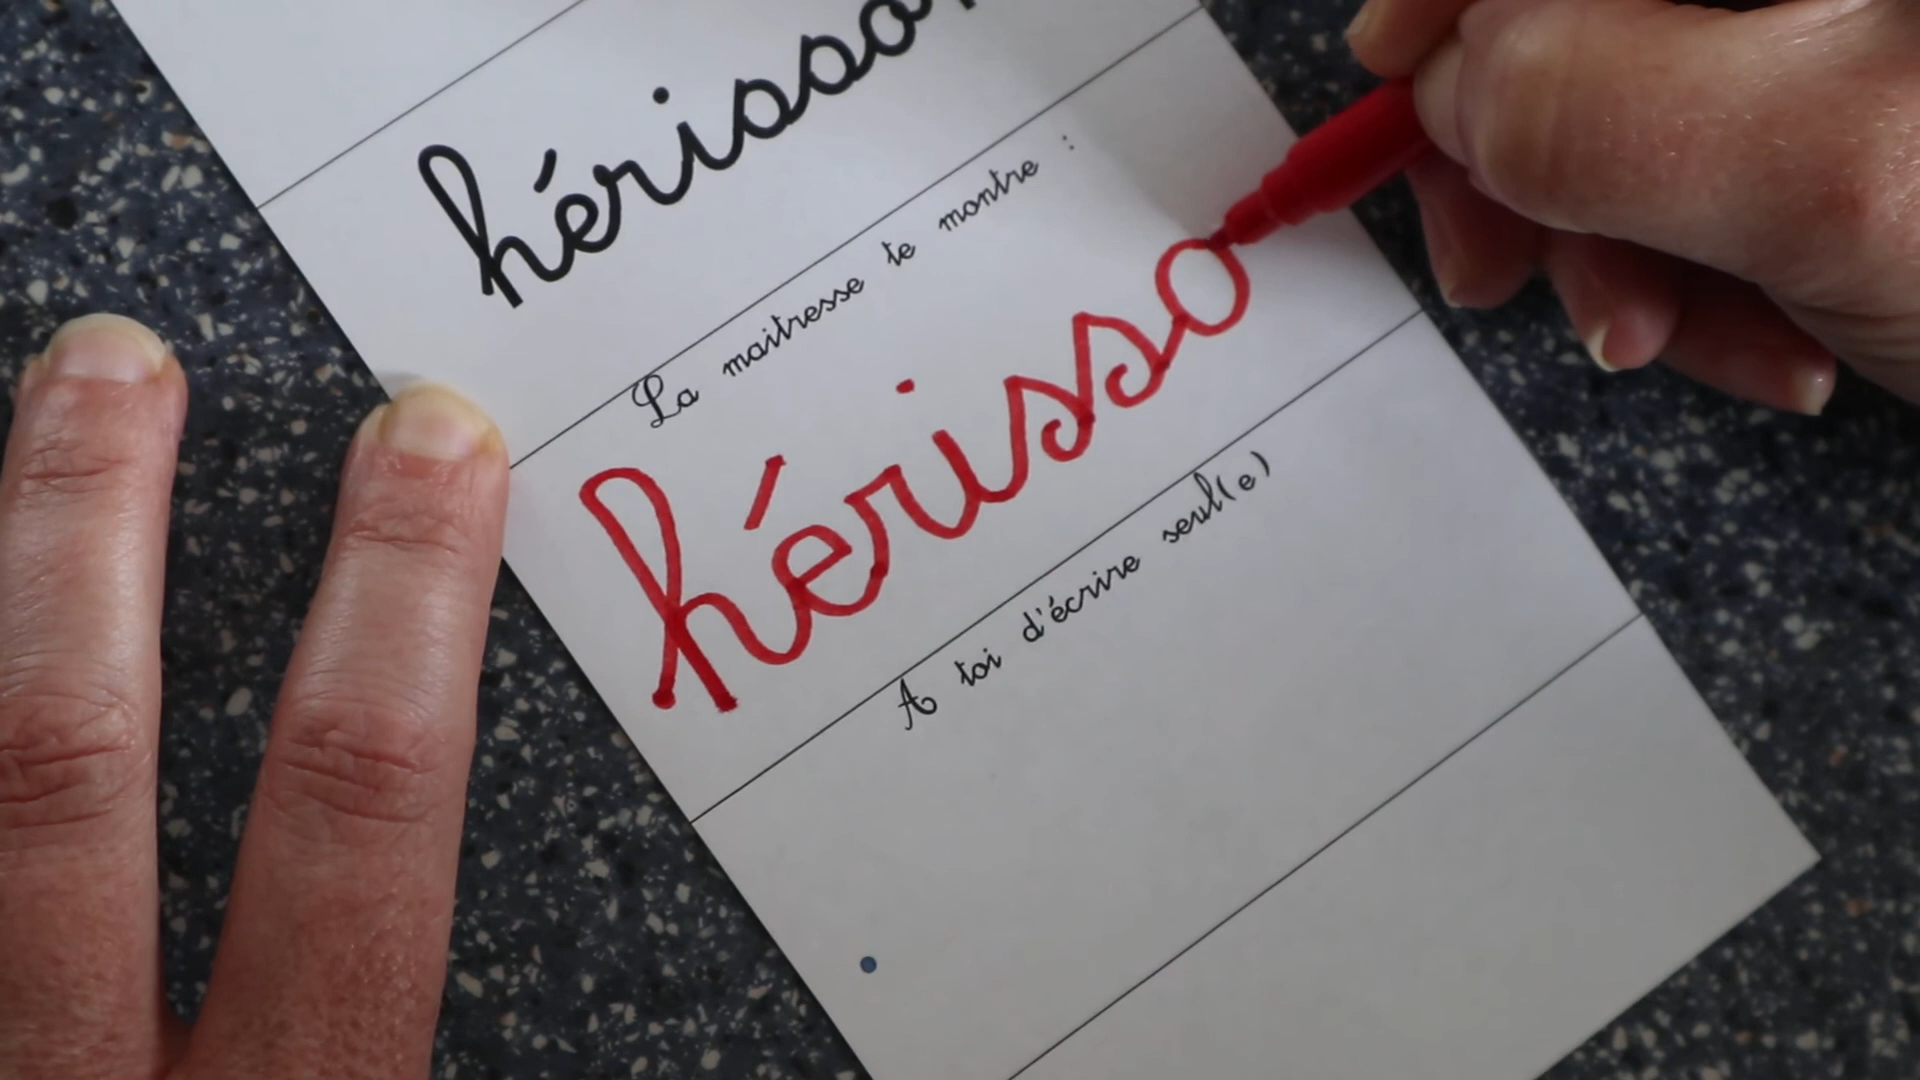 hérisso
La maitresse te montre :
hérisso
A toi d'écrire seul(e)